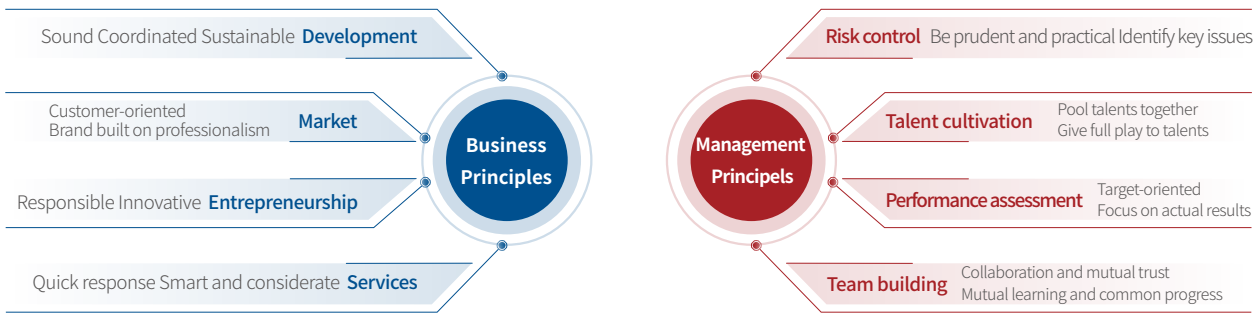 Sound Coordinated Sustainable Development
Customer-oriented
Brand built on professionalism
Market
Responsible Innovative Entrepreneurship
Quick response Smart and considerate Services
Business
Principles
Management
Principels
Risk control Be prudent and practical Identify key issues
Talent cultivation
Pool talents together
Give full play to talents
Performance assessment
Target-oriented
Focus on actual results
Team building
Collaboration and mutual trust
Mutual learning and common progress